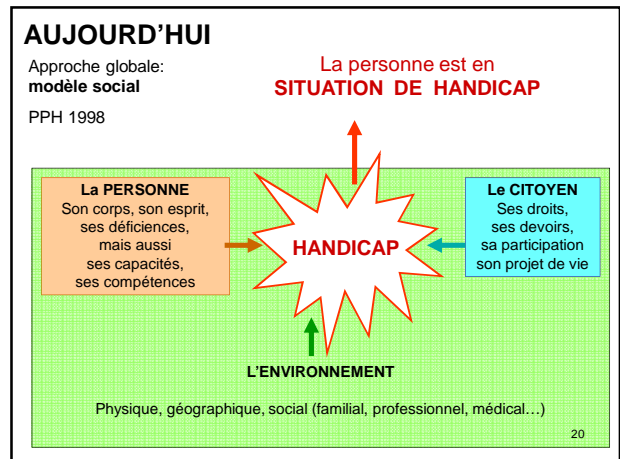 AUJOURD'HUI
Approche globale:
modèle social
PPH 1998
La personne est en
SITUATION DE HANDICAP
La PERSONNE
Son corps, son esprit,
ses déficiences,
mais aussi
ses capacités,
ses compétences
HANDICAP
Le CITOYEN
Ses droits,
ses devoirs,
sa participation
son projet de vie
L'ENVIRONNEMENT
Physique, géographique, social (familial, professionnel, médical…)
20